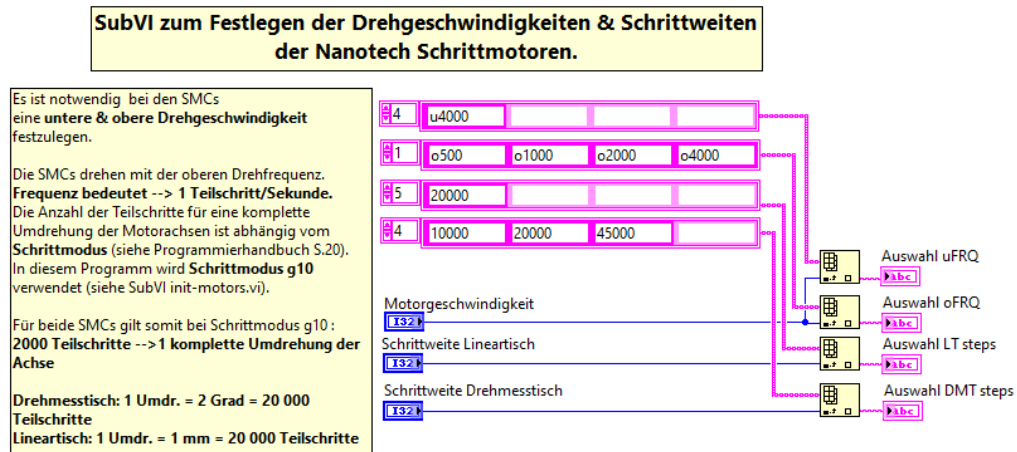 SubVI zum Festlegen der Drehgeschwindigkeiten & Schrittweiten
der Nanotech Schrittmotoren.
Es ist notwendig bei den SMCs
eine untere & obere Drehgeschwindigkeit
festzulegen.
Die SMCs drehen mit der oberen Drehfrequenz.
Frequenz bedeutet --> 1 Teilschritt/Sekunde.
Die Anzahl der Teilschritte für eine komplette
Umdrehung der Motorachsen ist abhängig vom
Schrittmodus (siehe Programmierhandbuch S.20).
In diesem Programm wird Schrittmodus g10
verwendet (siehe SubVI init-motors.vi).
Für beide SMCs gilt somit bei Schrittmodus g10 :
2000 Teilschritte -->1 komplette Umdrehung der
Achse
Drehmesstisch: 1 Umdr. = 2 Grad = 20 000
Teilschritte
Lineartisch: 1 Umdr. = 1 mm = 20 000 Teilschritte
4 u4000
1 o500 o1000 o2000 o4000
5 20000
4 10000 20000 45000
Motorgeschwindigkeit
I32
Schrittweite Lineartisch
I32
Schrittweite Drehmesstisch
I32
Auswahl uFRQ
abc
Auswahl oFRQ
abc
Auswahl LT steps
abc
Auswahl DMT steps
abc